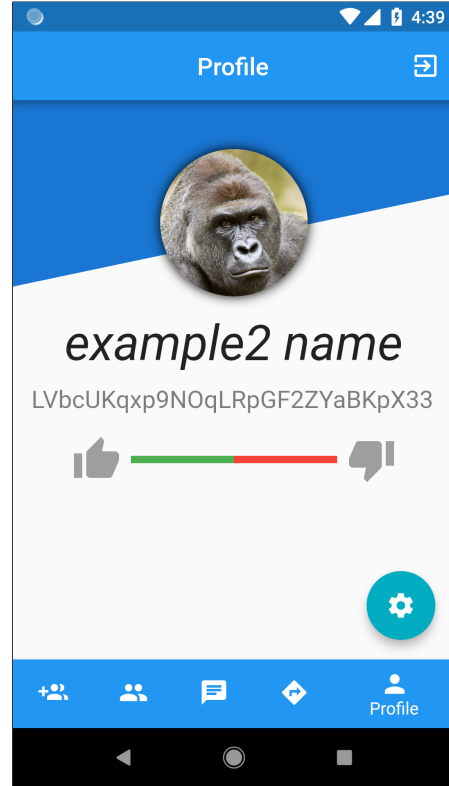 4:39
Profile
example2 name
LVbcUKqxp9NOqLRpGF2ZYaBKpX33
Profile